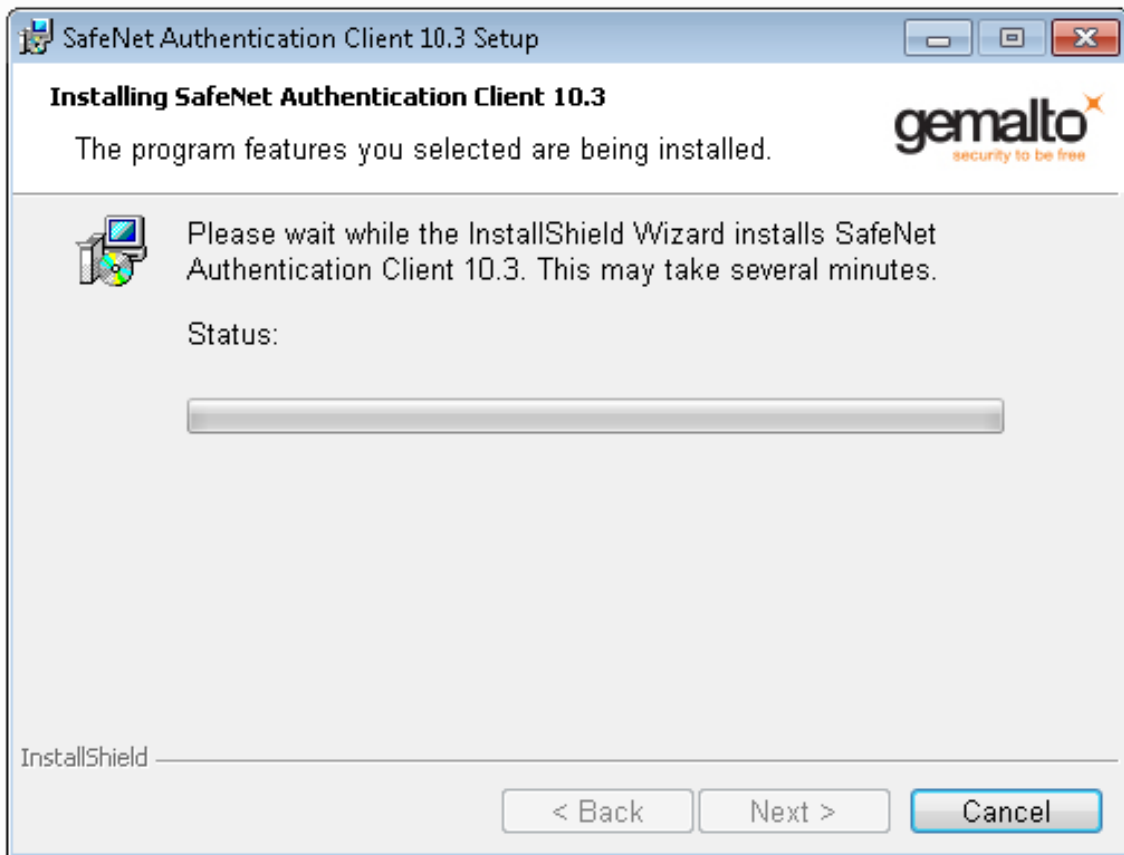 SafeNet Authentication Client 10.3 Setup
Installing SafeNet Authentication Client 10.3
The program features you selected are being installed.
gemalto
security to be free
Please wait while the InstallShield Wizard installs SafeNet
Authentication Client 10.3. This may take several minutes.
Status:
InstallShield
< Back
Next >
Cancel